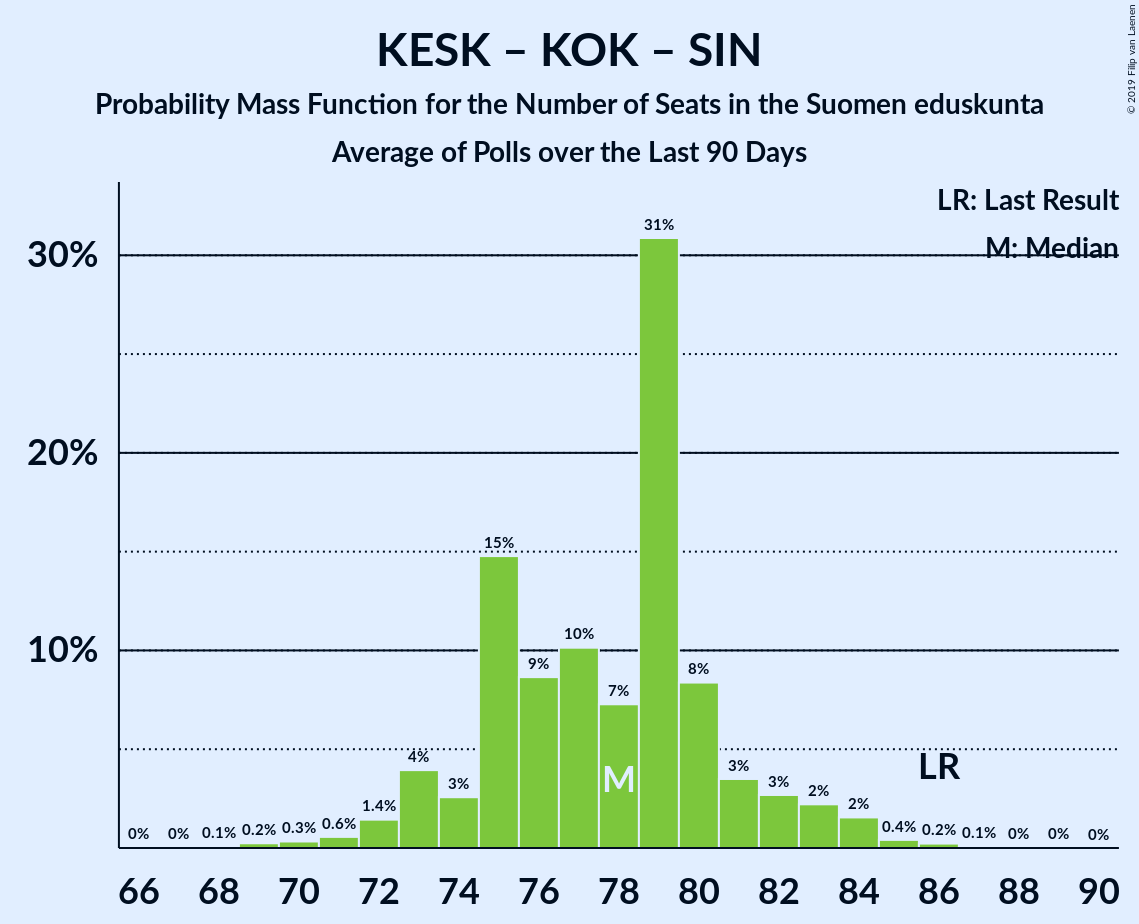 KESK – KOK – SIN
Probability Mass Function for the Number of Seats in the Suomen eduskunta
Average of Polls over the Last 90 Days
© 2019 Filip van Laenen
LR: Last Result
M: Median
30%
20%
10%
0% 0% 0.1% 0.2% 0.3% 0.6% 1.4% 4% 3% 15% 9% 10% 7% 31% 8% 3% 3% 2% 2% 0.4% 0.2% 0.1% 0% 0% 0%
M
LR
66 68 70 72 74 76 78 80 82 84 86 88 90